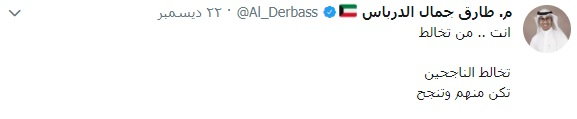 م. طارق جمال الدرباس 🇰🇼 @Al_Derbass · ٢٢ ديسمبر
انت .. من تخالط
تخالط الناجحين
تكن منهم وتنجح